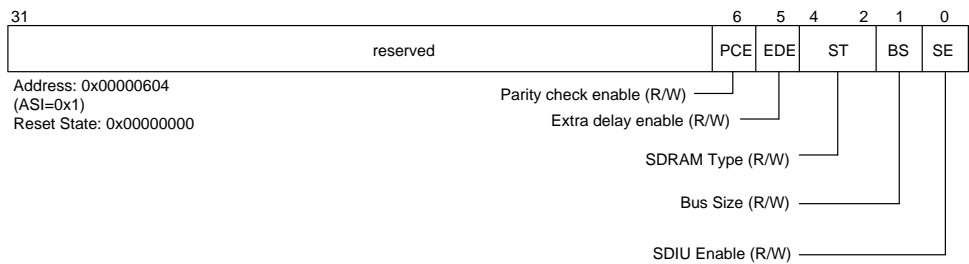 31 6 5 4 2 1 0
reserved PCE EDE ST BS SE
Address: 0x00000604
(ASI=0x1)
Reset State: 0x00000000
Parity check enable (R/W)
Extra delay enable (R/W)
SDRAM Type (R/W)
Bus Size (R/W)
SDIU Enable (R/W)